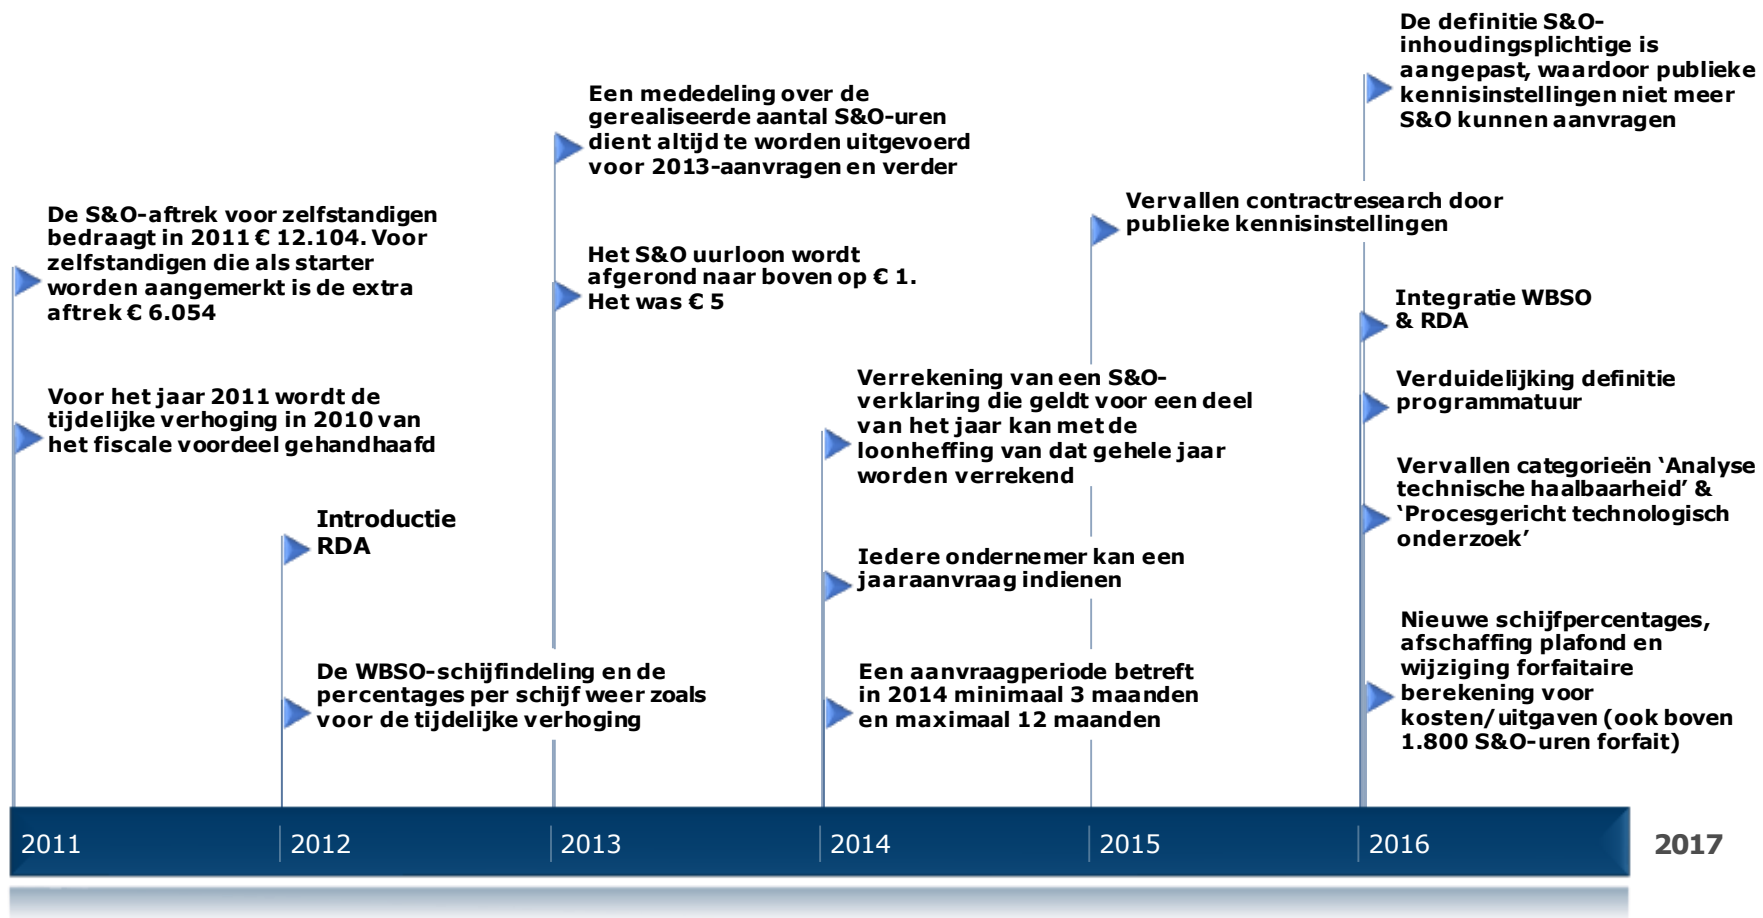 De S&O-aftrek voor zelfstandigen
bedraagt in 2011 € 12.104. Voor
zelfstandigen die als starter
worden aangemerkt is de extra
aftrek € 6.054
Voor het jaar 2011 wordt de
tijdelijke verhoging in 2010 van
het fiscale voordeel gehandhaafd
Introductie
RDA
De WBSO-schijfindeling en de
percentages per schijf weer zoals
voor de tijdelijke verhoging
Een mededeling over de
gerealiseerde aantal S&O-uren
dient altijd te worden uitgevoerd
voor 2013-aanvragen en verder
Het S&O uurloon wordt
afgerond naar boven op € 1.
Het was € 5
Verrekening van een S&O-
verklaring die geldt voor een deel
van het jaar kan met de
loonheffing van dat gehele jaar
worden verrekend
Iedere ondernemer kan een
jaaraanvraag indienen
Een aanvraagperiode betreft
in 2014 minimaal 3 maanden
en maximaal 12 maanden
Vervallen contractresearch door
publieke kennisinstellingen
De definitie S&O-
inhoudingsplichtige is
aangepast, waardoor publieke
kennisinstellingen niet meer
S&O kunnen aanvragen
Integratie WBSO
& RDA
Verduidelijking definitie
programmatuur
Vervallen categorieën ‘Analyse
technische haalbaarheid’ &
‘Procesgericht technologisch
onderzoek’
Nieuwe schijfpercentages,
afschaffing plafond en
wijziging forfaitaire
berekening voor
kosten/uitgaven (ook boven
1.800 S&O-uren forfait)
2011
2012
2013
2014
2015
2016
2017